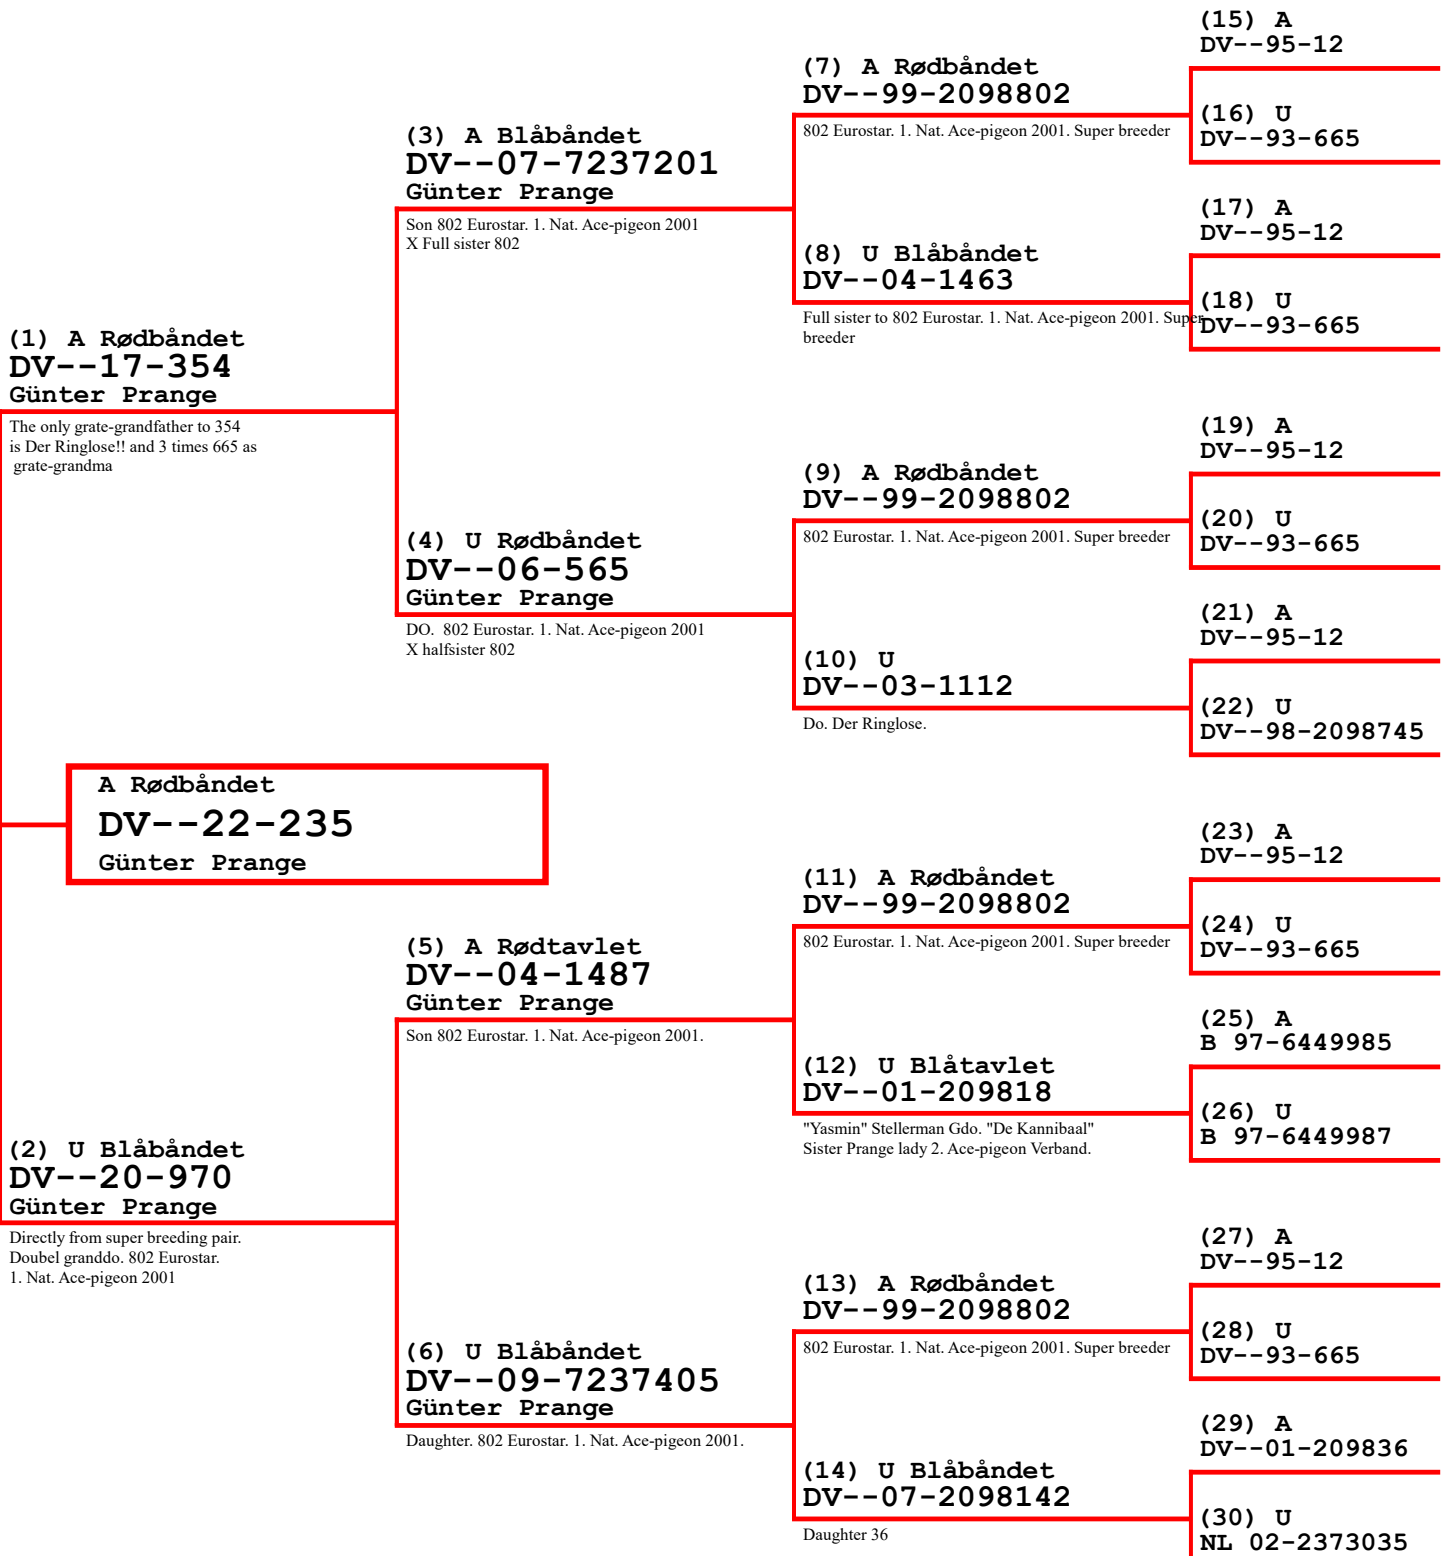 (1) A Rødbåndet
DV--17-354
Günter Prange
The only grate-grandfather to 354
is Der Ringlose!! and 3 times 665 as
grate-grandma
A Rødbåndet
DV--22-235
Günter Prange
(2) U Blåbåndet
DV--20-970
Günter Prange
Directly from super breeding pair.
Doubel granddo. 802 Eurostar.
1. Nat. Ace-pigeon 2001
(3) A Blåbåndet
DV--07-7237201
Günter Prange
Son 802 Eurostar. 1. Nat. Ace-pigeon 2001
X Full sister 802
(4) U Rødbåndet
DV--06-565
Günter Prange
DO. 802 Eurostar. 1. Nat. Ace-pigeon 2001
X halfsister 802
(5) A Rødtavlet
DV--04-1487
Günter Prange
Son 802 Eurostar. 1. Nat. Ace-pigeon 2001.
(6) U Blåbåndet
DV--09-7237405
Günter Prange
Daughter. 802 Eurostar. 1. Nat. Ace-pigeon 2001.
(7) A Rødbåndet
DV--99-2098802
802 Eurostar. 1. Nat. Ace-pigeon 2001. Super breeder
(8) U Blåbåndet
DV--04-1463
Full sister to 802 Eurostar. 1. Nat. Ace-pigeon 2001. Super
breeder
(9) A Rødbåndet
DV--99-2098802
802 Eurostar. 1. Nat. Ace-pigeon 2001. Super breeder
(10) U
DV--03-1112
Do. Der Ringlose.
(11) A Rødbåndet
DV--99-2098802
802 Eurostar. 1. Nat. Ace-pigeon 2001. Super breeder
(12) U Blåtavlet
DV--01-209818
"Yasmin" Stellerman Gdo. "De Kannibaal"
Sister Prange lady 2. Ace-pigeon Verband.
(13) A Rødbåndet
DV--99-2098802
802 Eurostar. 1. Nat. Ace-pigeon 2001. Super breeder
(14) U Blåbåndet
DV--07-2098142
Daughter 36
(15) A
DV--95-12
(16) U
DV--93-665
(17) A
DV--95-12
(18) U
DV--93-665
(19) A
DV--95-12
(20) U
DV--93-665
(21) A
DV--95-12
(22) U
DV--98-2098745
(23) A
DV--95-12
(24) U
DV--93-665
(25) A
B 97-6449985
(26) U
B 97-6449987
(27) A
DV--95-12
(28) U
DV--93-665
(29) A
DV--01-209836
(30) U
NL 02-2373035